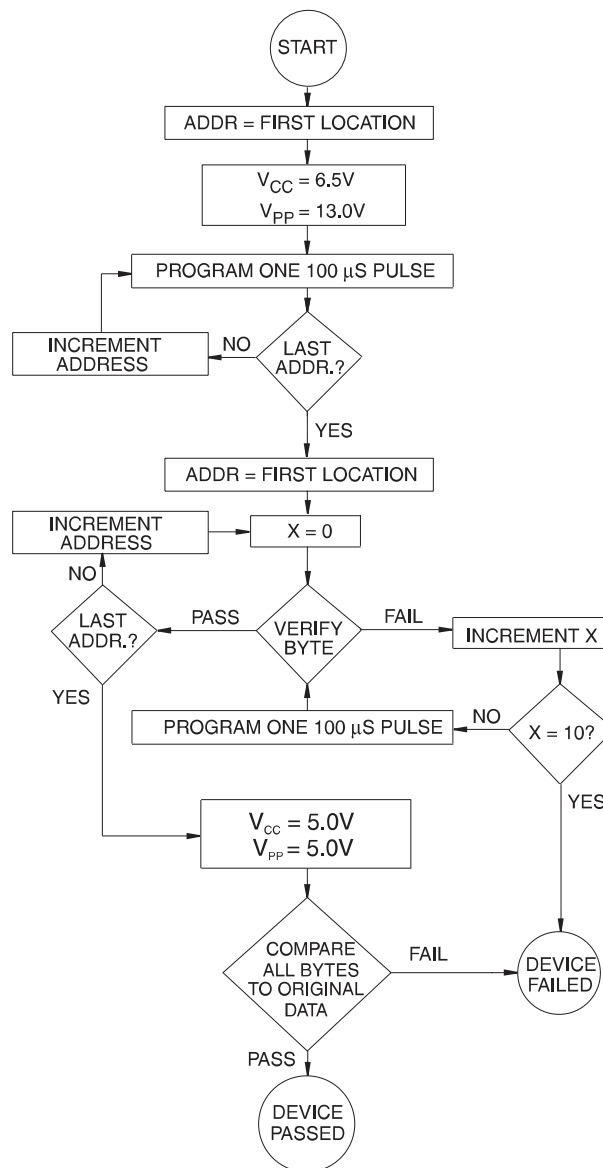 START
ADDR = FIRST LOCATION
VCC = 6.5V
VPP = 13.0V
PROGRAM ONE 100 µS PULSE
INCREMENT
ADDRESS
NO
LAST
ADDR.?
YES
ADDR = FIRST LOCATION
INCREMENT
ADDRESS
X = 0
NO
LAST
ADDR.?
PASS
VERIFY
BYTE
FAIL
INCREMENT X
YES
PROGRAM ONE 100 µS PULSE
NO
X = 10?
YES
VCC = 5.0V
VPP = 5.0V
COMPARE
ALL BYTES
TO ORIGINAL
DATA
FAIL
DEVICE
FAILED
PASS
DEVICE
PASSED